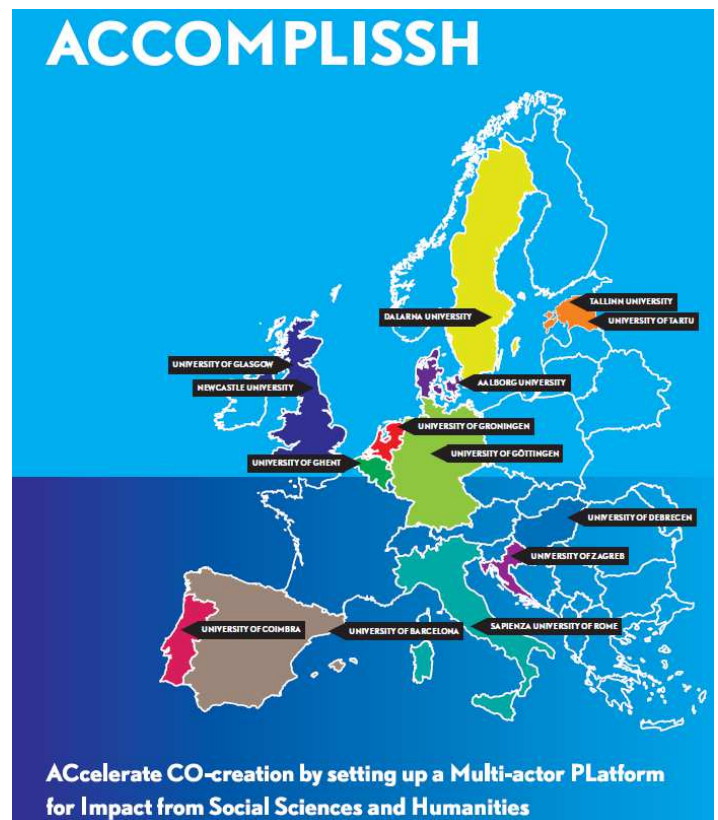 ACCOMPLISSH
TALLINN UNIVERSITY
DALARNA UNIVERSITY
UNIVERSITY OF TARTU
UNIVERSITY OF GLASGOW
NEWCASTLE UNIVERSITY
AALBORG UNIVERSITY
UNIVERSITY OF GRONINGEN
UNIVERSITY OF GHENT
UNIVERSITY OF GÖTTINGEN
UNIVERSITY OF DEBRECEN
UNIVERSITY OF ZAGREB
UNIVERSITY OF COIMBRA
UNIVERSITY OF BARCELONA
SAPIENZA UNIVERSITY OF ROME
ACcelerate CO-creation by setting up a Multi-actor PLatform
for Impact from Social Sciences and Humanities